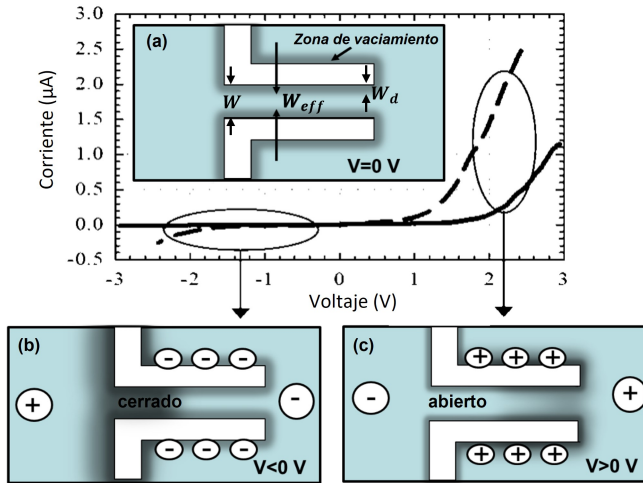 3.0
2.5
2.0
1.5
1.0
0.5
0.0
-0.5
Corriente (µA)
(a)
Zona de vaciamiento
W
W_eff
W_d
V=0 V
-3 -2 -1 0 1 2 3
Voltaje (V)
(b)
- - -
+
cerrado
-
- - -
V<0 V
(c)
+ + +
-
abierto
+
+ + +
V>0 V